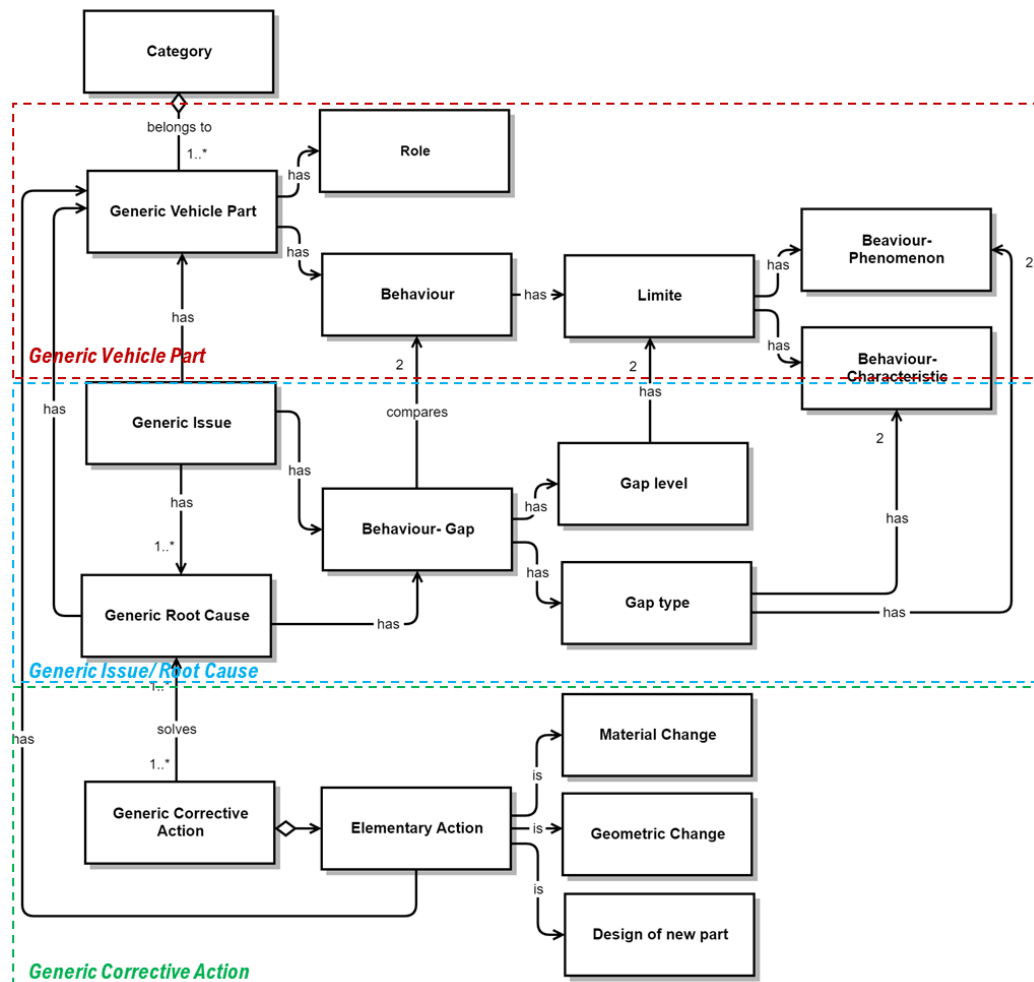 Category
belongs to
1..*
Role
has
Generic Vehicle Part
has
Beaviour-
Phenomenon
2
has
Behaviour
has
Limite
has
has
Generic Vehicle Part
2
2
Behaviour-
Characteristic
has
Generic Issue
compares
has
2
has
Gap level
has
has
Behaviour- Gap
has
1..*
has
Gap type
has
Generic Root Cause
has
has
Generic Issue/ Root Cause
1..*
solves
has
Material Change
1..*
is
Generic Corrective
Action
Elementary Action
is
Geometric Change
is
Design of new part
Generic Corrective Action